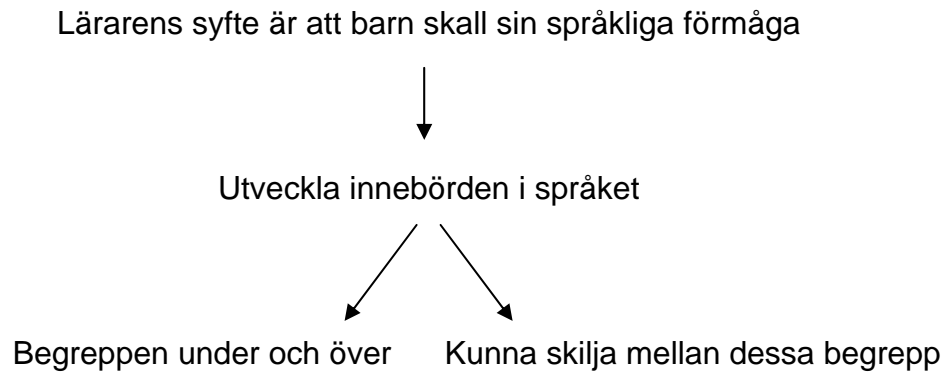 Lärarens syfte är att barn skall sin språkliga förmåga
Utveckla innebörden i språket
Begreppen under och över
Kunna skilja mellan dessa begrepp